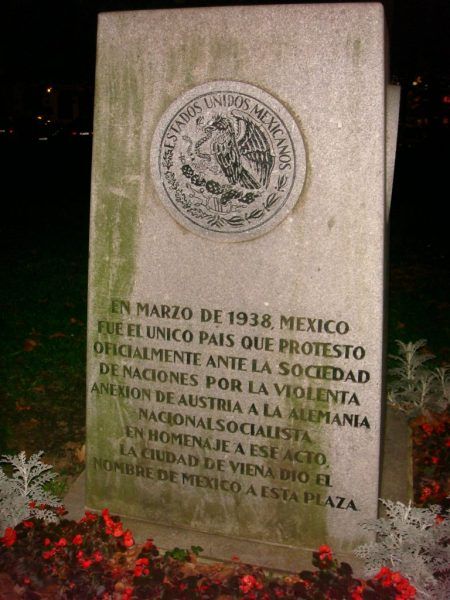 ESTADOS UNIDOS MEXICANOS
EN MARZO DE 1938, MEXICO
FUE EL UNICO PAIS QUE PROTESTO
OFICIALMENTE ANTE LA SOCIEDAD
DE NACIONES POR LA VIOLENTA
ANEXION DE AUSTRIA A LA ALEMANIA
NACIONALSOCIALISTA
EN HOMENAJE A ESE ACTO,
LA CIUDAD DE VIENA DIO EL
NOMBRE DE MEXICO A ESTA PLAZA